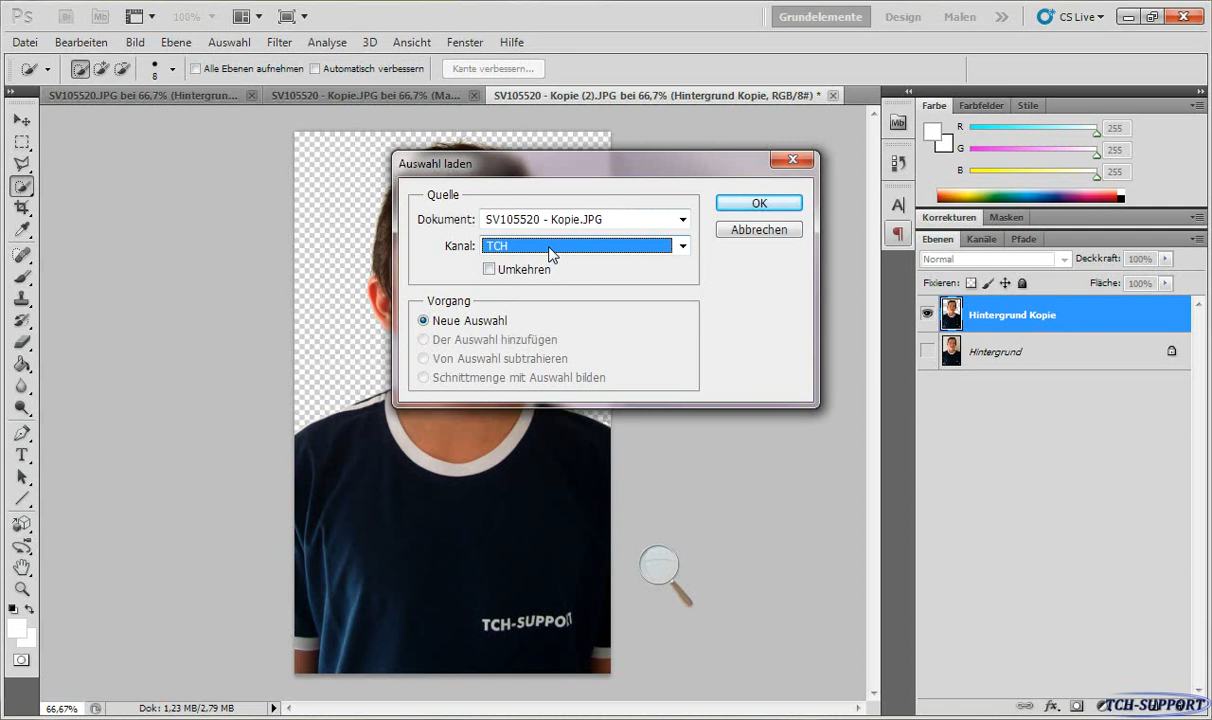 Ps
Br
Mb
100%
Grundelemente
Design
Malen
CS Live
Datei
Bearbeiten
Bild
Ebene
Auswahl
Filter
Analyse
3D
Ansicht
Fenster
Hilfe
8
Alle Ebenen aufnehmen
Automatisch verbessern
Kante verbessern...
SV105520.JPG bei 66,7% (Hintergrun...
SV105520 - Kopie.JPG bei 66,7% (Ma...
SV105520 - Kopie (2).JPG bei 66,7% (Hintergrund Kopie, RGB/8#) *
Auswahl laden
Quelle
Dokument: SV105520 - Kopie.JPG
Kanal: TCH
Umkehren
Vorgang
Neue Auswahl
Der Auswahl hinzufügen
Von Auswahl subtrahieren
Schnittmenge mit Auswahl bilden
OK
Abbrechen
TCH-SUPPORT
Mb
Farbe
Farbfelder
Stile
R 255
G 255
B 255
Korrekturen
Masken
Ebenen
Kanäle
Pfade
Normal
Deckkraft: 100%
Fixieren:
Fläche: 100%
Hintergrund Kopie
Hintergrund
66,67%
Dok: 1,23 MB/2,79 MB
TCH-SUPPORT